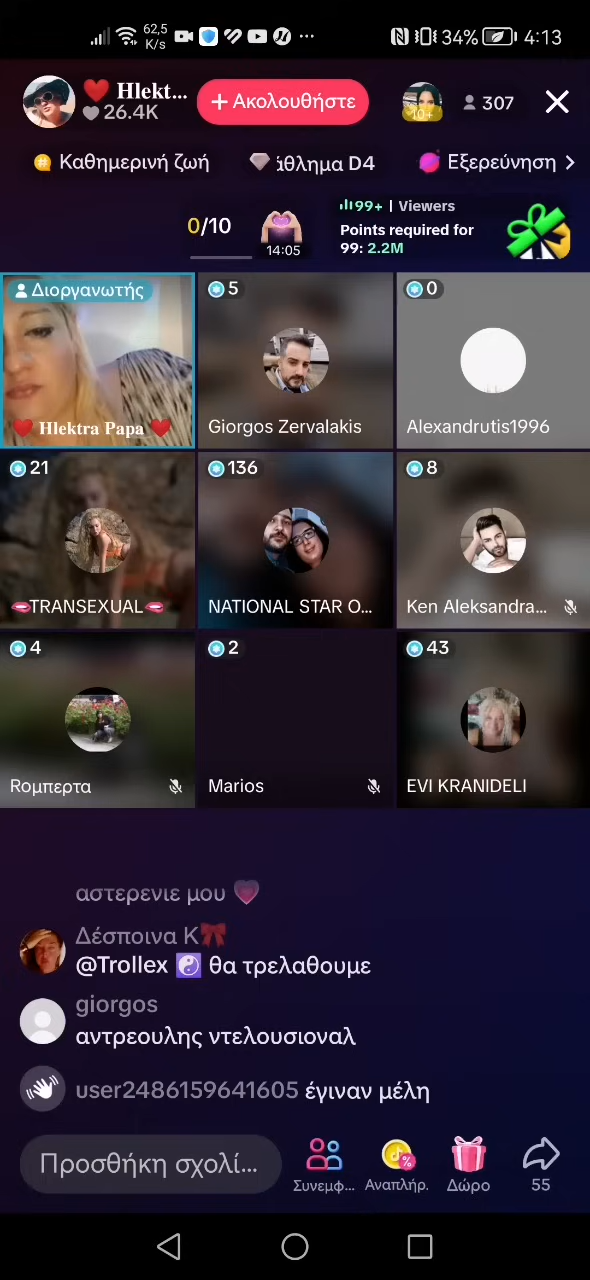 62,5
K/s
34%
4:13
Hlekt...
26.4K
+ Ακολουθήστε
10+
307
Καθημερινή ζωή
άθλημα D4
Εξερεύνηση
0/10
14:05
99+ | Viewers
Points required for
99: 2.2M
Διοργανωτής
Hlektra Papa
5
Giorgos Zervalakis
0
Alexandrutis1996
21
TRANSEXUAL
136
NATIONAL STAR O...
8
Ken Aleksandra...
4
Roμπερτα
2
Marios
43
EVI KRANIDELI
αστερενιε μου
Δέσποινα Κ
@Trollex ☯ θα τρελαθουμε
giorgos
αντρεουλης ντελουσιοναλ
user2486159641605 έγιναν μέλη
Προσθήκη σχολί...
Συνεμφ...
Αναπλήρ.
Δώρο
55